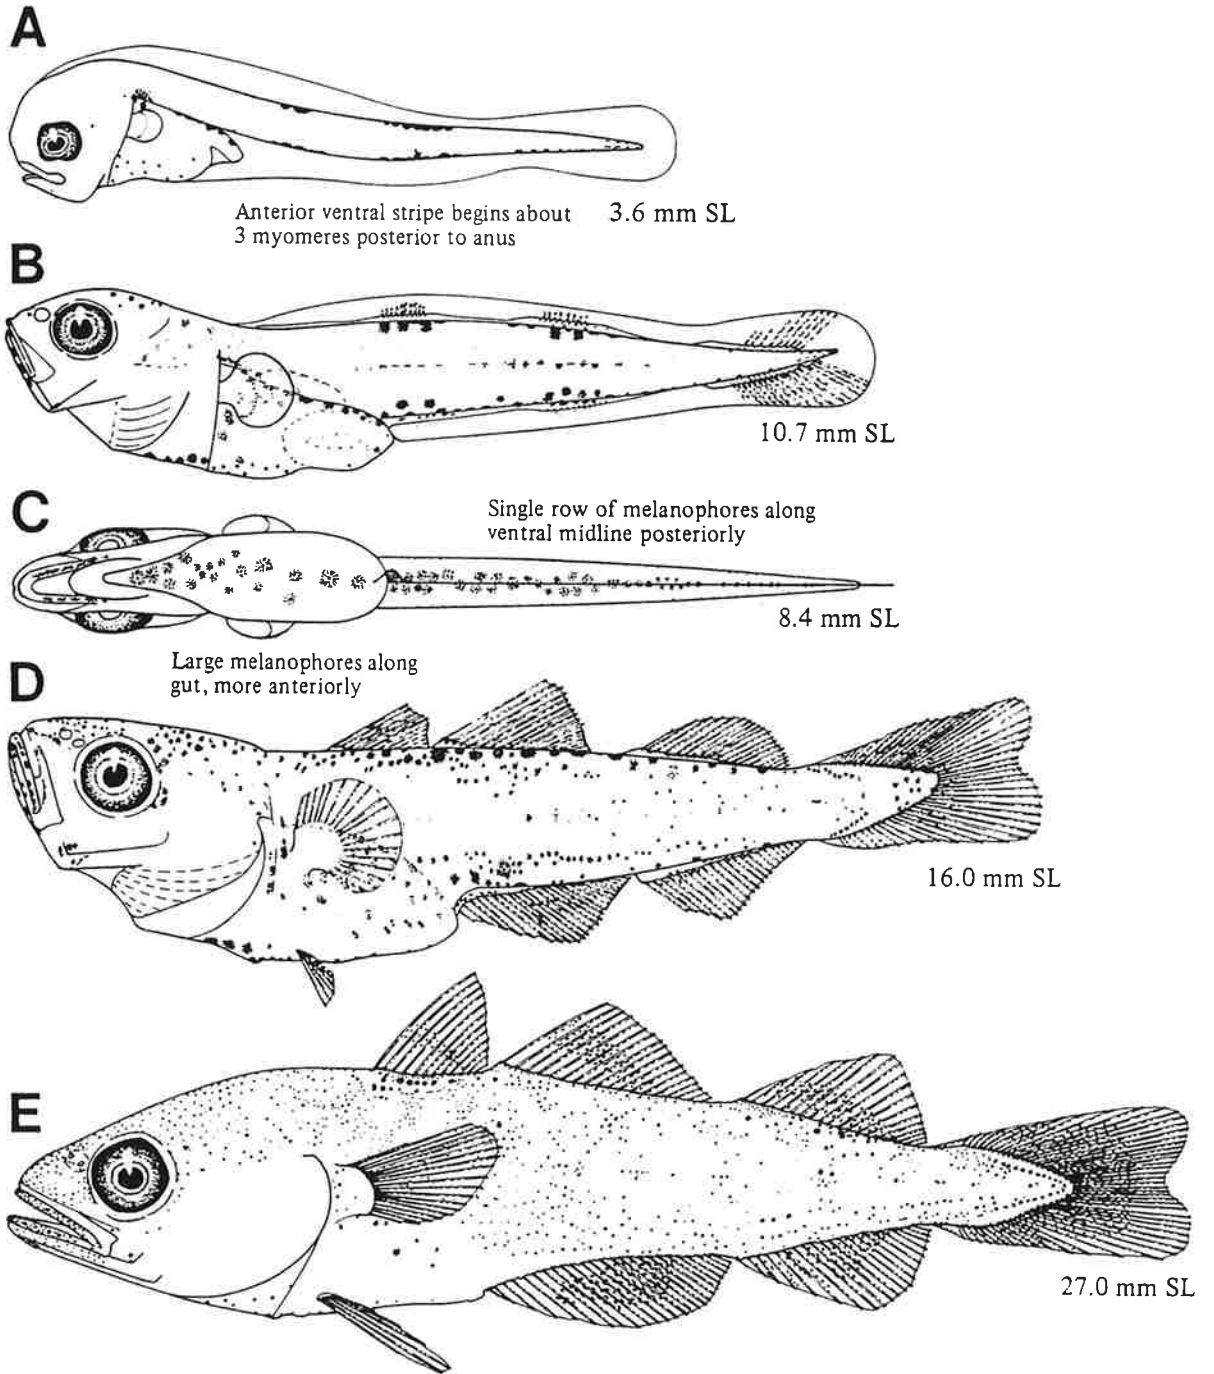 A
Anterior ventral stripe begins about
3 myomeres posterior to anus
3.6 mm SL
B
10.7 mm SL
C
Single row of melanophores along
ventral midline posteriorly
8.4 mm SL
Large melanophores along
gut, more anteriorly
D
16.0 mm SL
E
27.0 mm SL